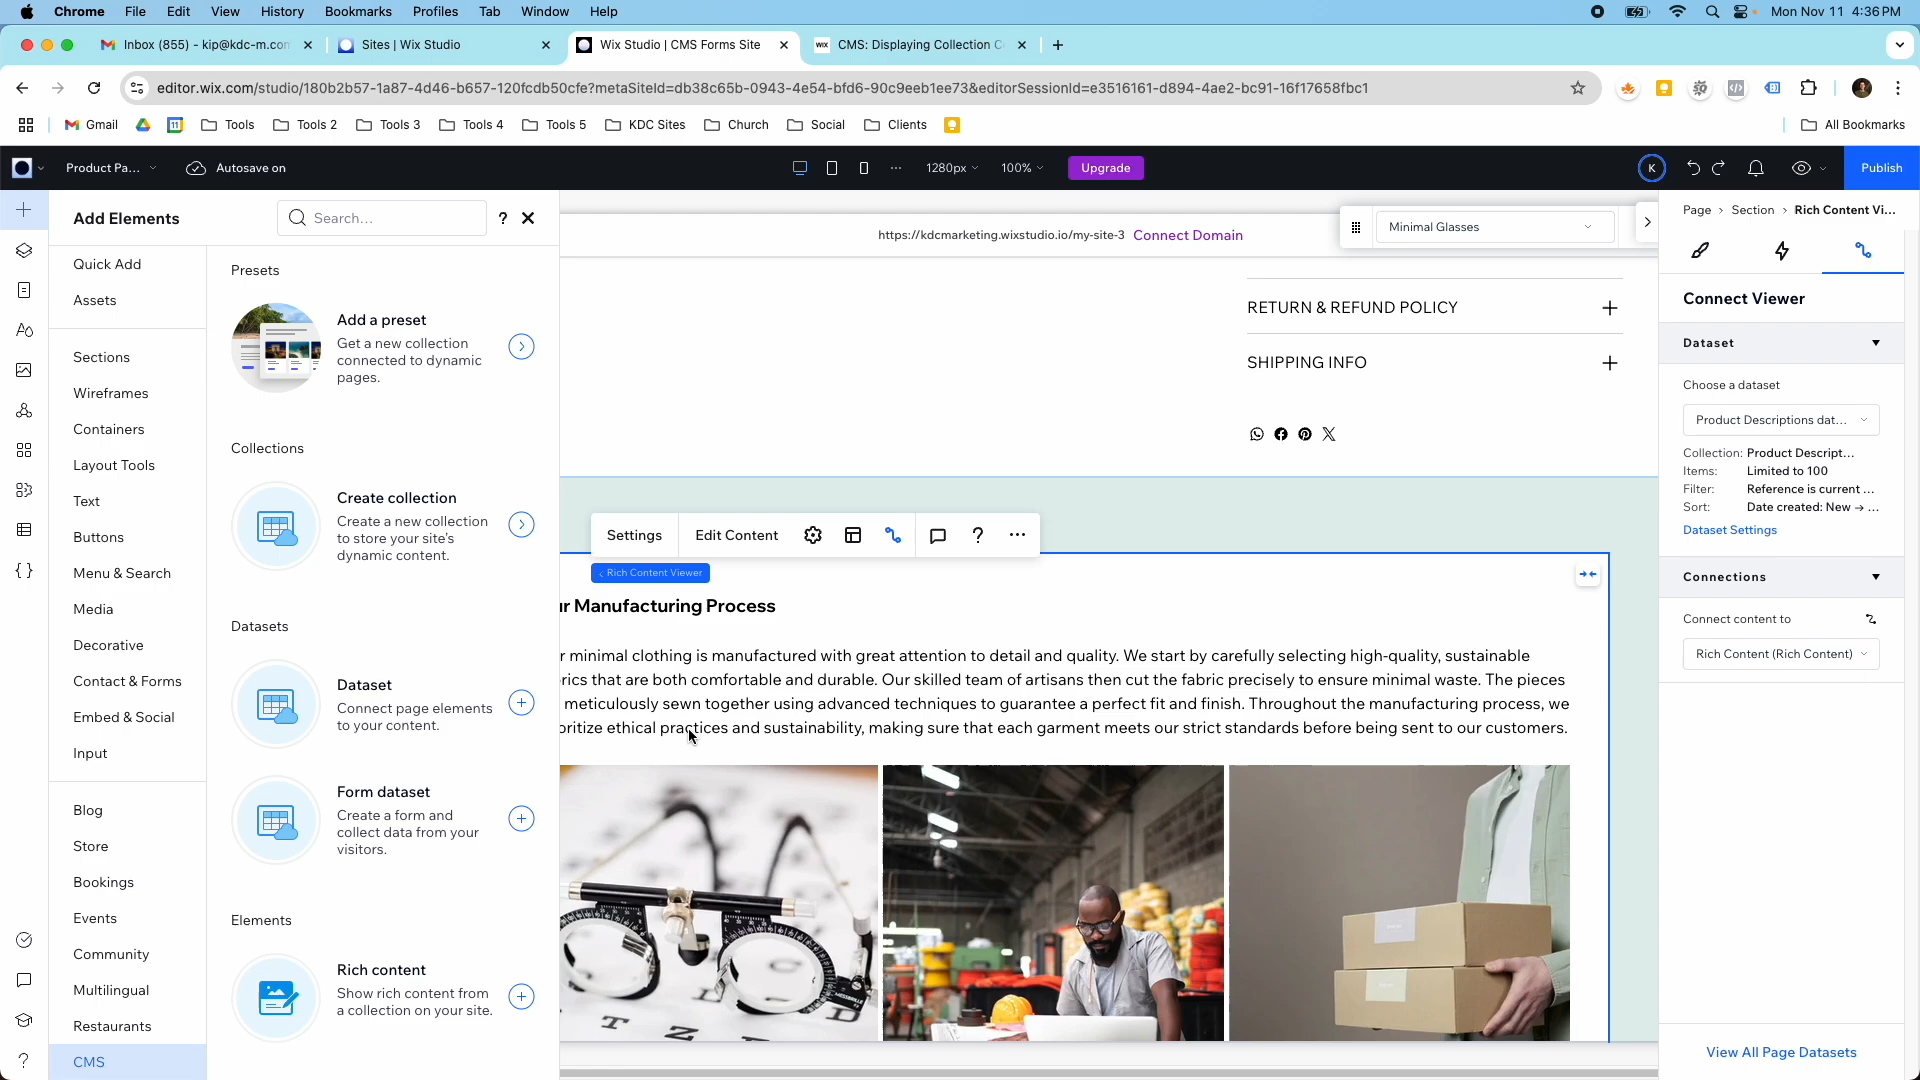 Chrome File Edit View History Bookmarks Profiles Tab Window Help Mon Nov 11 4:36 PM
Inbox (855) - kip@kdc-m.con Sites | Wix Studio Wix Studio | CMS Forms Site WIX CMS: Displaying Collection C
editor.wix.com/studio/180b2b57-1a87-4d46-b657-120fcdb50cfe?metaSiteId=db38c65b-0943-4e54-bfd6-90c9eeb1ee73&editorSessionId=e3516161-d894-4ae2-bc91-16f17658fbc1
Gmail Tools Tools 2 Tools 3 Tools 4 Tools 5 KDC Sites Church Social Clients All Bookmarks
Product Pa... Autosave on 1280px 100% Upgrade K Publish
Add Elements
Search...
?
Quick Add
Assets
Sections
Wireframes
Containers
Layout Tools
Text
Buttons
Menu & Search
Media
Decorative
Contact & Forms
Embed & Social
Input
Blog
Store
Bookings
Events
Community
Multilingual
Restaurants
CMS
Presets
Add a preset
Get a new collection
connected to dynamic
pages.
Collections
Create collection
Create a new collection
to store your site's
dynamic content.
Datasets
Dataset
Connect page elements
to your content.
Form dataset
Create a form and
collect data from your
visitors.
Elements
Rich content
Show rich content from
a collection on your site.
https://kdcmarketing.wixstudio.io/my-site-3 Connect Domain
Minimal Glasses
RETURN & REFUND POLICY
SHIPPING INFO
Settings Edit Content ?
Rich Content Viewer
ur Manufacturing Process
r minimal clothing is manufactured with great attention to detail and quality. We start by carefully selecting high-quality, sustainable
rics that are both comfortable and durable. Our skilled team of artisans then cut the fabric precisely to ensure minimal waste. The pieces
meticulously sewn together using advanced techniques to guarantee a perfect fit and finish. Throughout the manufacturing process, we
oritize ethical practices and sustainability, making sure that each garment meets our strict standards before being sent to our customers.
Page > Section > Rich Content Vi...
Connect Viewer
Dataset
Choose a dataset
Product Descriptions dat...
Collection: Product Descript...
Items: Limited to 100
Filter: Reference is current ...
Sort: Date created: New → ...
Dataset Settings
Connections
Connect content to
Rich Content (Rich Content)
View All Page Datasets